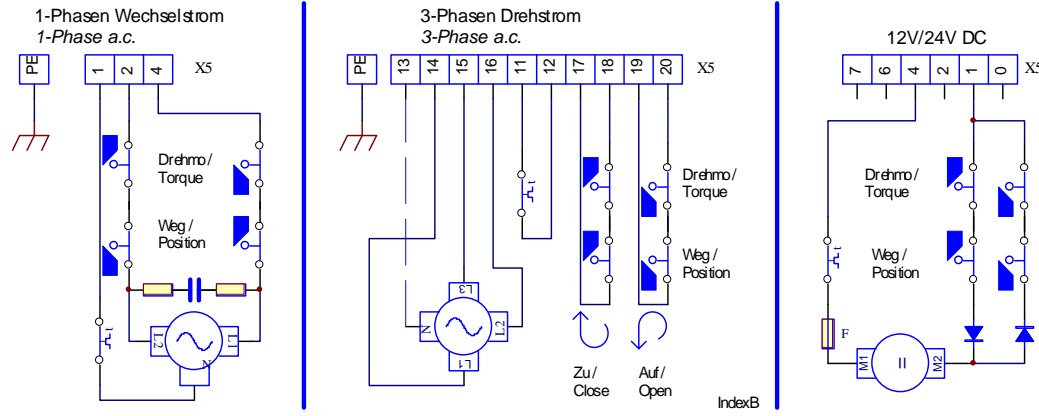 1-Phasen Wechselstrom
1-Phase a.c.
PE
1 2 4 X5
Drehmo /
Torque
Weg /
Position
t
L2
L1
N
3-Phasen Drehstrom
3-Phase a.c.
PE
13 14 15 16 11 12 17 18 19 20 X5
t
Drehmo /
Torque
Weg /
Position
L3
N
L2
L1
Zu /
Close
Auf /
Open
IndexB
12V/24V DC
7 6 4 2 1 0 X5
Drehmo /
Torque
Weg /
Position
t
F
M1
M2